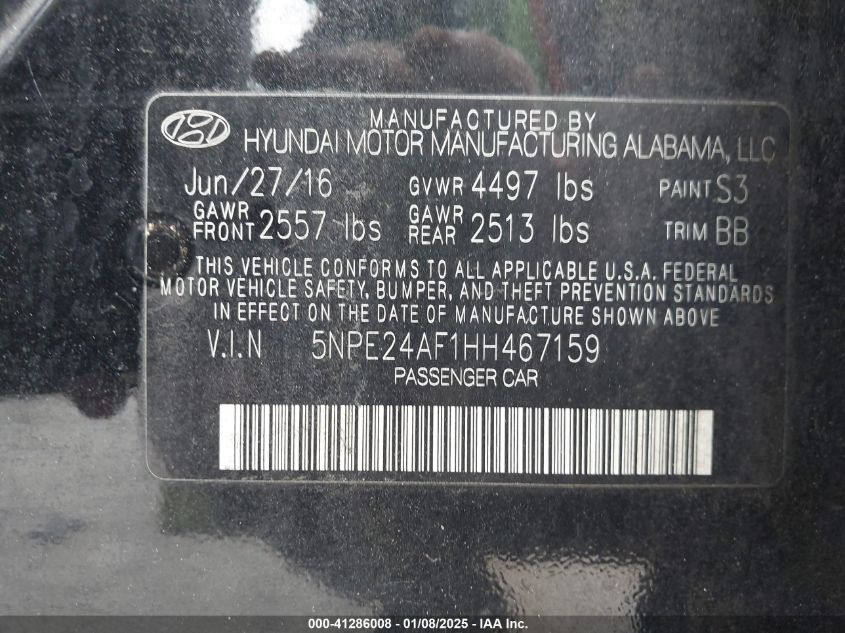 MANUFACTURED BY
HYUNDAI MOTOR MANUFACTURING ALABAMA, LLC
Jun/27/16 GVWR 4497 lbs PAINT S3
GAWR FRONT 2557 lbs GAWR REAR 2513 lbs TRIM BB
THIS VEHICLE CONFORMS TO ALL APPLICABLE U.S.A. FEDERAL
MOTOR VEHICLE SAFETY, BUMPER, AND THEFT PREVENTION STANDARDS
IN EFFECT ON THE DATE OF MANUFACTURE SHOWN ABOVE.
V.I.N 5NPE24AF1HH467159
PASSENGER CAR
000-41286008 - 01/08/2025 - IAA Inc.